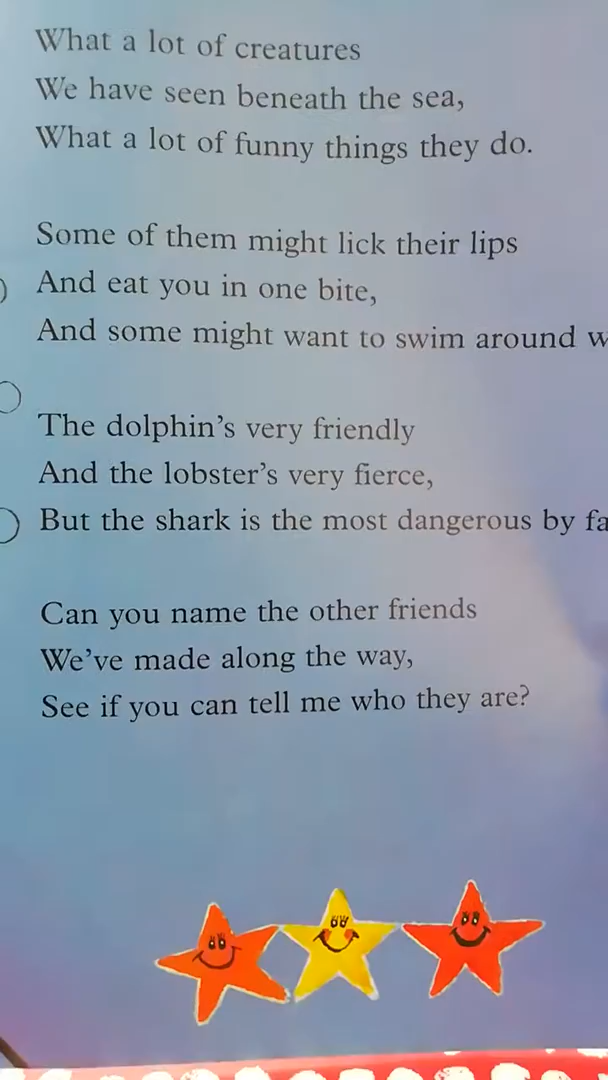 What a lot of creatures
We have seen beneath the sea,
What a lot of funny things they do.
Some of them might lick their lips
And eat you in one bite,
And some might want to swim around
The dolphin's very friendly
And the lobster's very fierce,
But the shark is the most dangerous by
Can you name the other friends
We've made along the way,
See if you can tell me who they are?